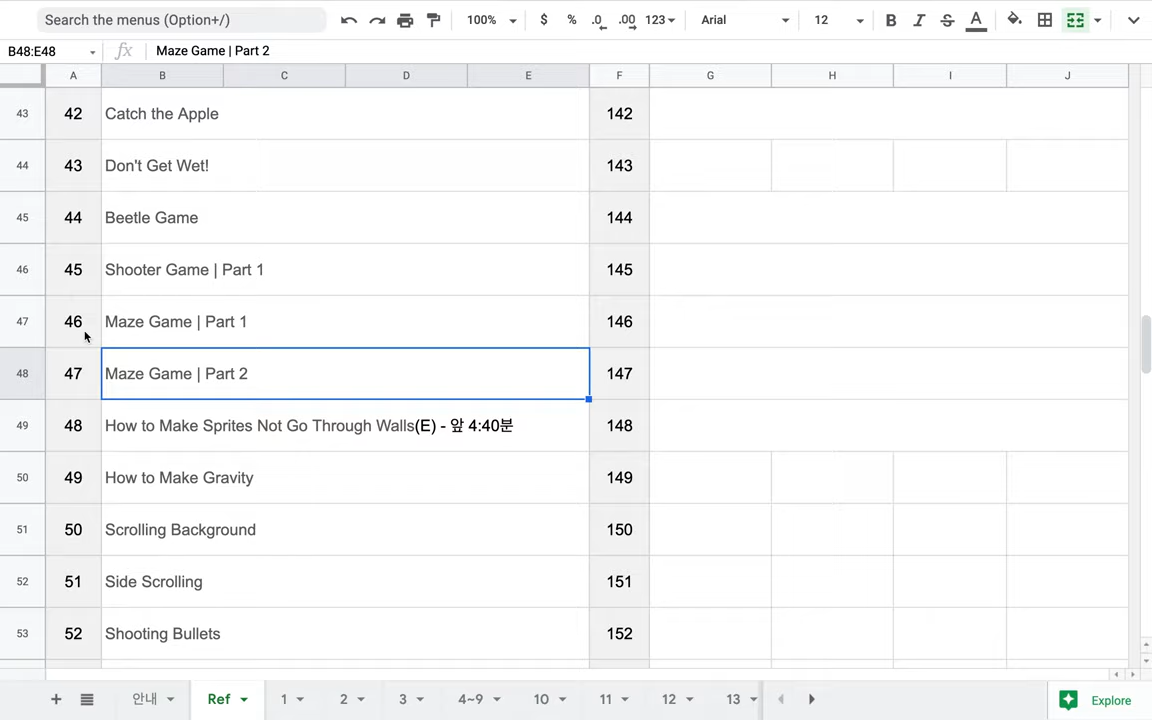 Search the menus (Option+/) 100% $ % .0 .00 123 Arial 12 B I S A
B48:E48 fx Maze Game | Part 2
A B C D E F G H I J
43 42 Catch the Apple 142
44 43 Don't Get Wet! 143
45 44 Beetle Game 144
46 45 Shooter Game | Part 1 145
47 46 Maze Game | Part 1 146
48 47 Maze Game | Part 2 147
49 48 How to Make Sprites Not Go Through Walls(E) - 앞 4:40분 148
50 49 How to Make Gravity 149
51 50 Scrolling Background 150
52 51 Side Scrolling 151
53 52 Shooting Bullets 152
+ 안내 Ref 1 2 3 4~9 10 11 12 13 Explore